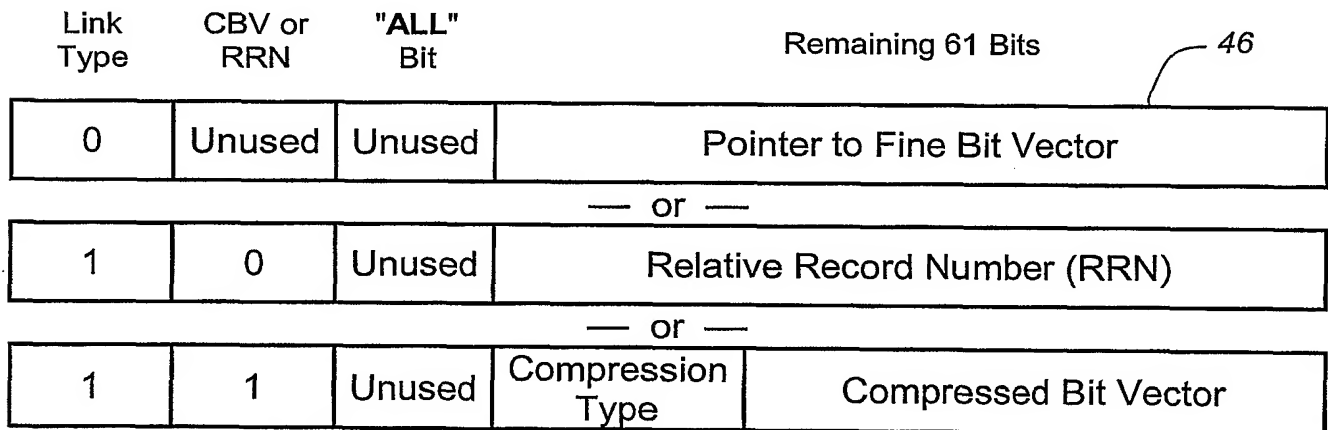 Link Type CBV or RRN "ALL" Bit Remaining 61 Bits 46
0 Unused Unused Pointer to Fine Bit Vector
— or —
1 0 Unused Relative Record Number (RRN)
— or —
1 1 Unused Compression Type Compressed Bit Vector